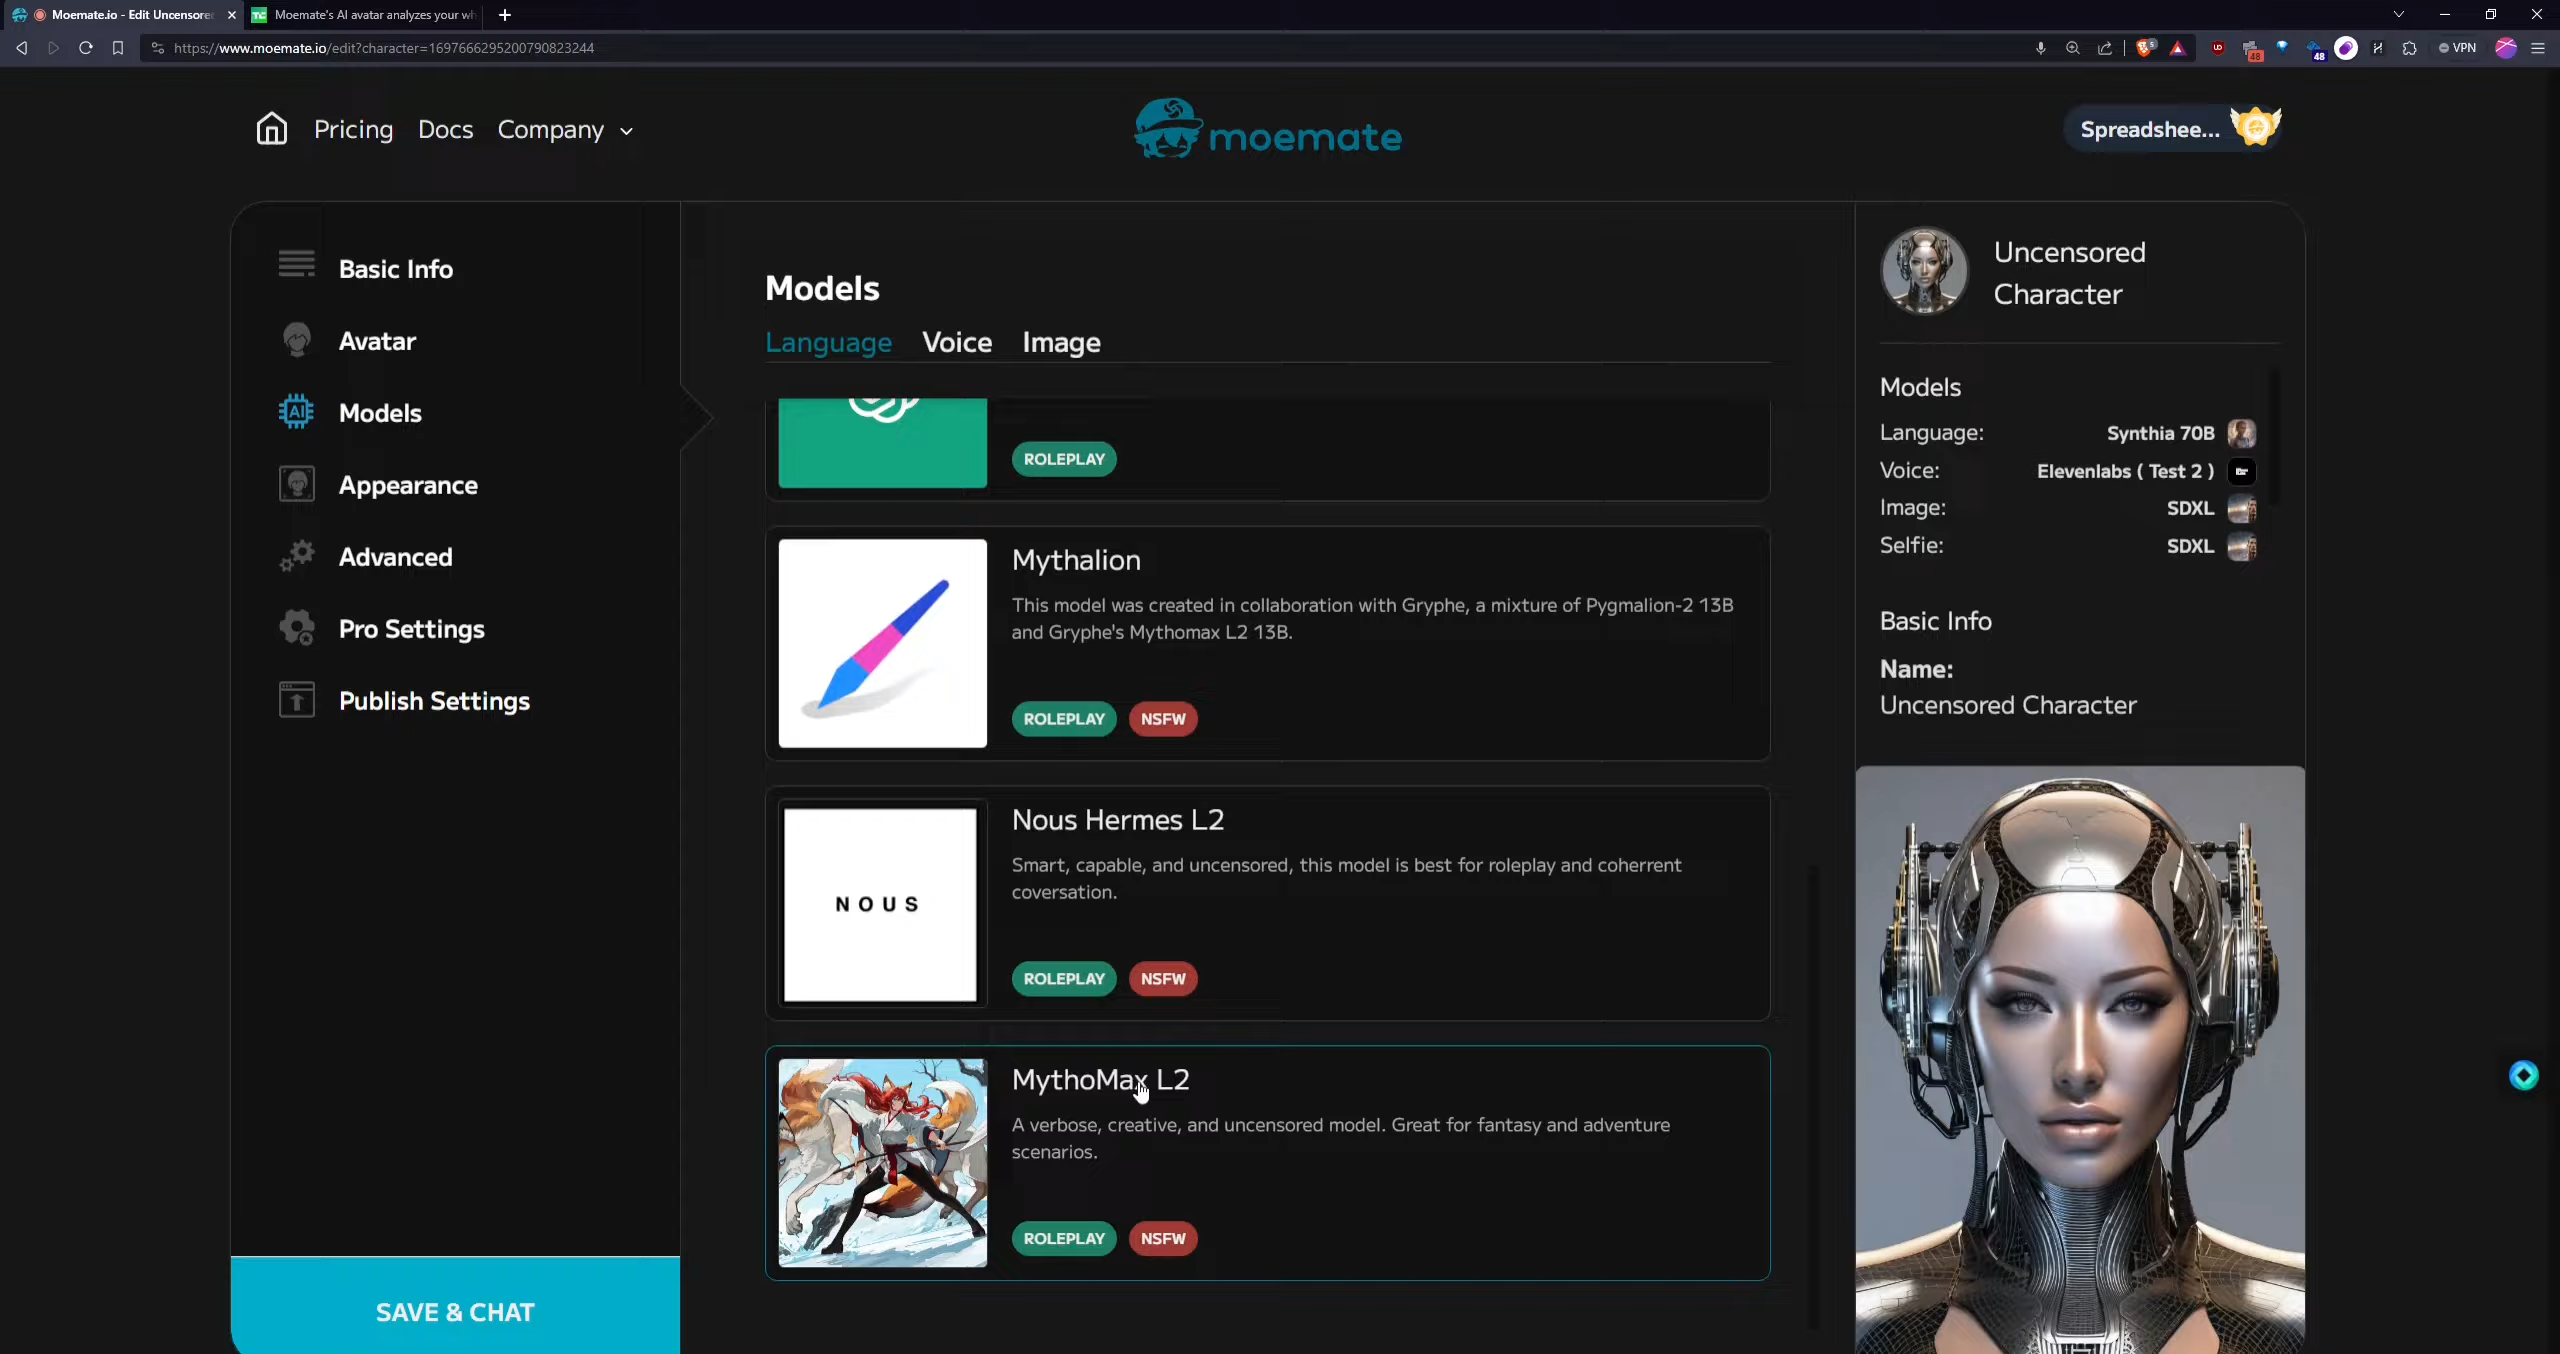 Moemate.io - Edit Uncensore
Moemate's AI avatar analyzes your wh
https://www.moemate.io/edit?character=1697666295200790823244
VPN
Pricing
Docs
Company
moemate
Spreadshee...
Basic Info
Avatar
AI
Models
Appearance
Advanced
Pro Settings
Publish Settings
SAVE & CHAT
Models
Language
Voice
Image
ROLEPLAY
Mythalion
This model was created in collaboration with Gryphe, a mixture of Pygmalion-2 13B
and Gryphe's Mythomax L2 13B.
ROLEPLAY
NSFW
NOUS
Nous Hermes L2
Smart, capable, and uncensored, this model is best for roleplay and coherrent
coversation.
ROLEPLAY
NSFW
MythoMax L2
A verbose, creative, and uncensored model. Great for fantasy and adventure
scenarios.
ROLEPLAY
NSFW
Uncensored
Character
Models
Language: Synthia 70B
Voice: Elevenlabs ( Test 2 )
Image: SDXL
Selfie: SDXL
Basic Info
Name:
Uncensored Character